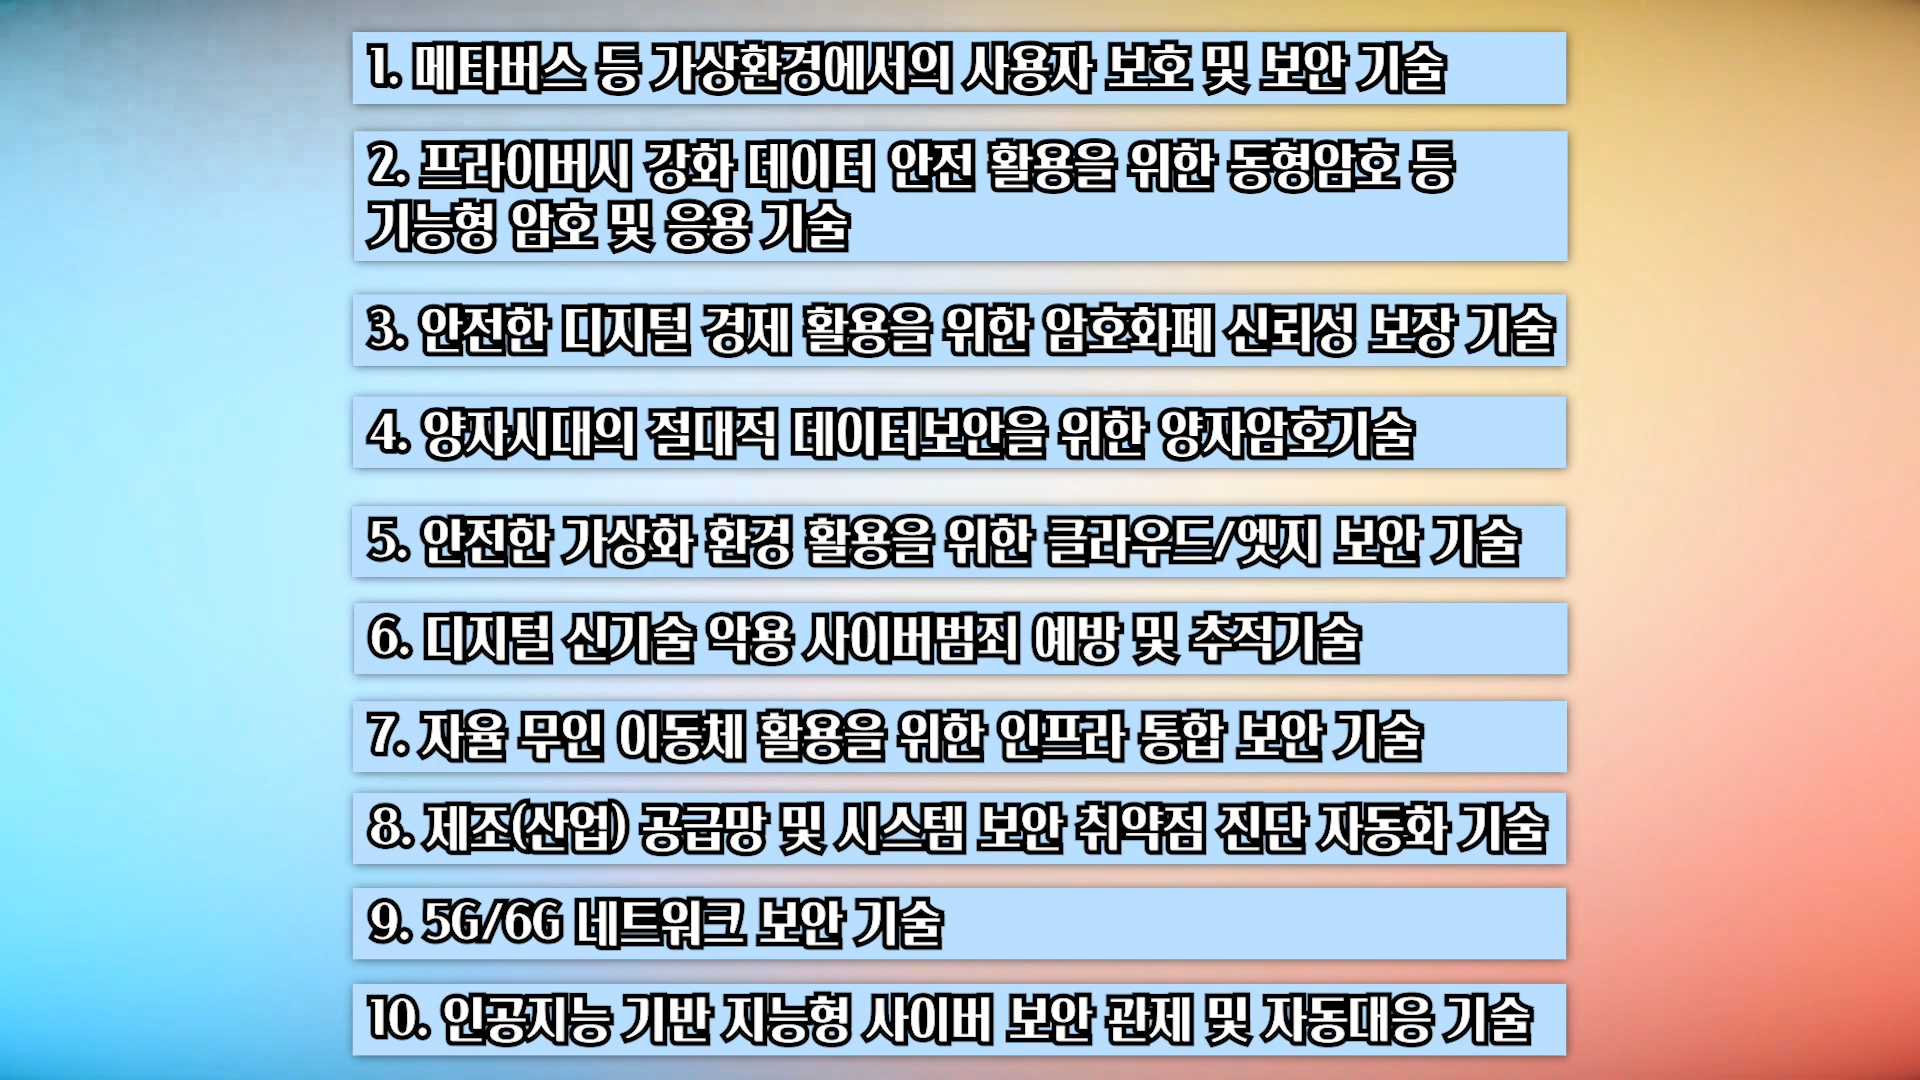 1. 메타버스 등 가상환경에서의 사용자 보호 및 보안 기술
2. 프라이버시 강화 데이터 안전 활용을 위한 동형암호 등
기능형 암호 및 응용 기술
3. 안전한 디지털 경제 활용을 위한 암호화폐 신뢰성 보장 기술
4. 양자시대의 절대적 데이터보안을 위한 양자암호기술
5. 안전한 가상화 환경 활용을 위한 클라우드/엣지 보안 기술
6. 디지털 신기술 악용 사이버범죄 예방 및 추적기술
7. 자율 무인 이동체 활용을 위한 인프라 통합 보안 기술
8. 제조(산업) 공급망 및 시스템 보안 취약점 진단 자동화 기술
9. 5G/6G 네트워크 보안 기술
10. 인공지능 기반 지능형 사이버 보안 관제 및 자동대응 기술